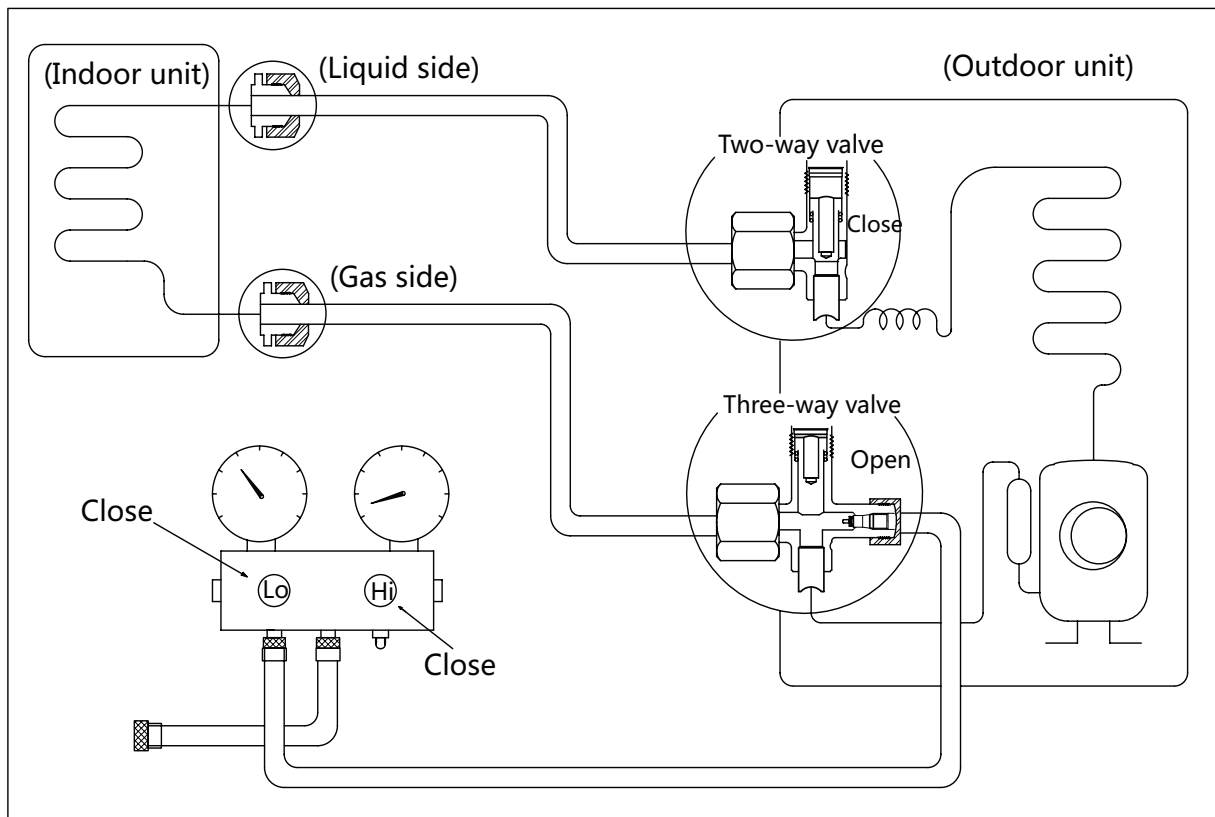 (Indoor unit)
(Liquid side)
(Outdoor unit)
Two-way valve
Close
(Gas side)
Three-way valve
Open
Close
Lo
Hi
Close